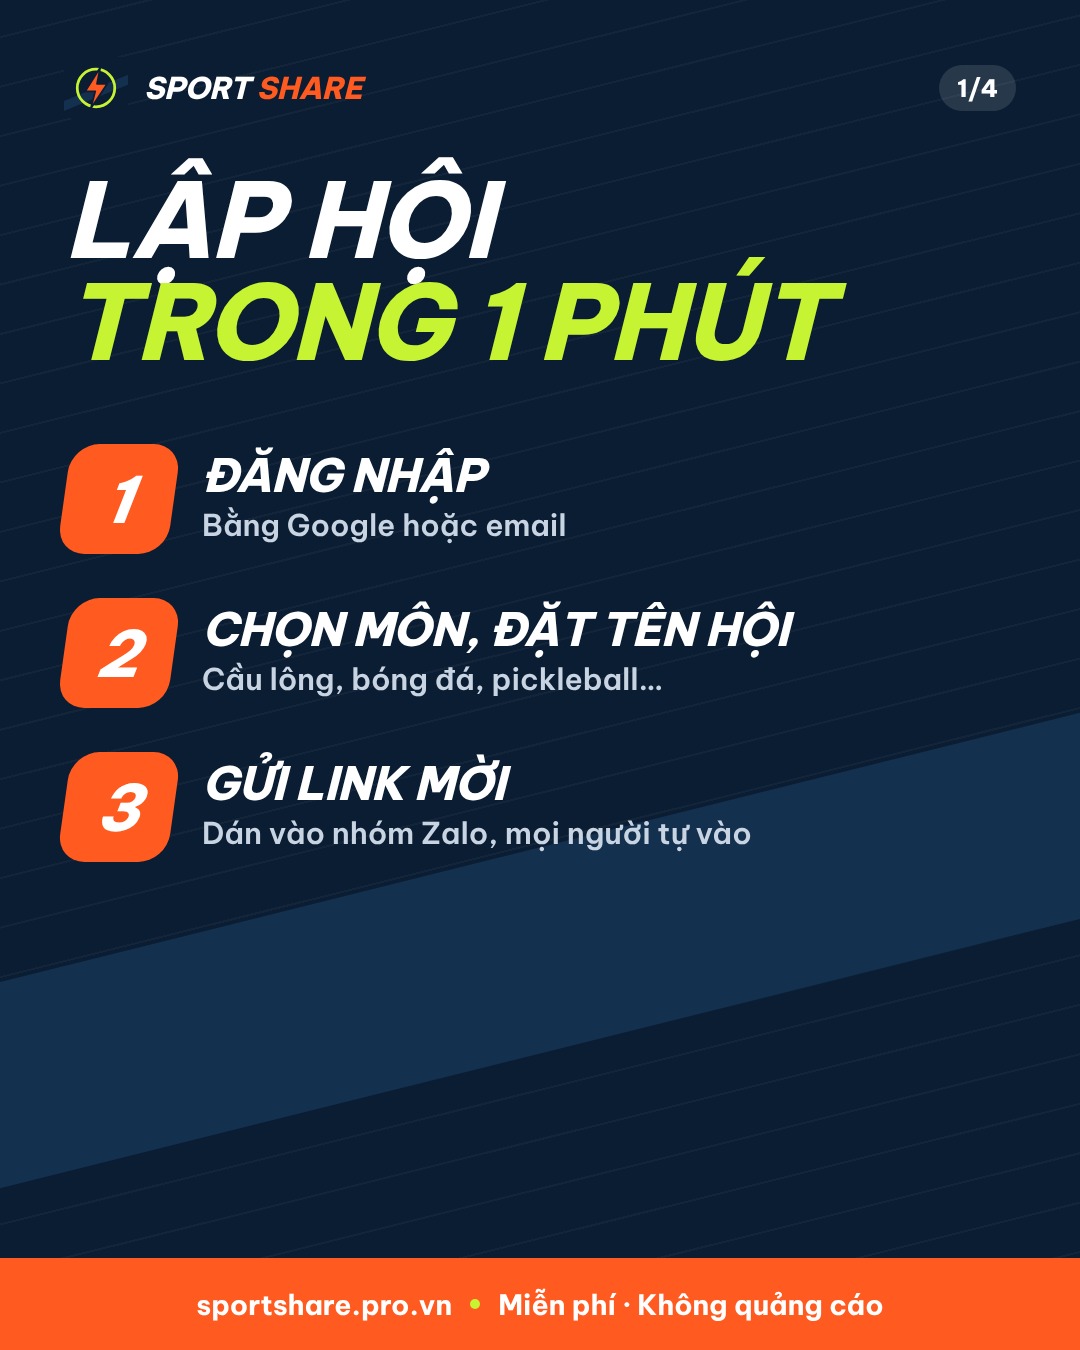 SPORT SHARE
1/4
LẬP HỘI
TRONG 1 PHÚT
1
ĐĂNG NHẬP
Bằng Google hoặc email
2
CHỌN MÔN, ĐẶT TÊN HỘI
Cầu lông, bóng đá, pickleball...
3
GỬI LINK MỜI
Dán vào nhóm Zalo, mọi người tự vào
sportshare.pro.vn • Miễn phí · Không quảng cáo